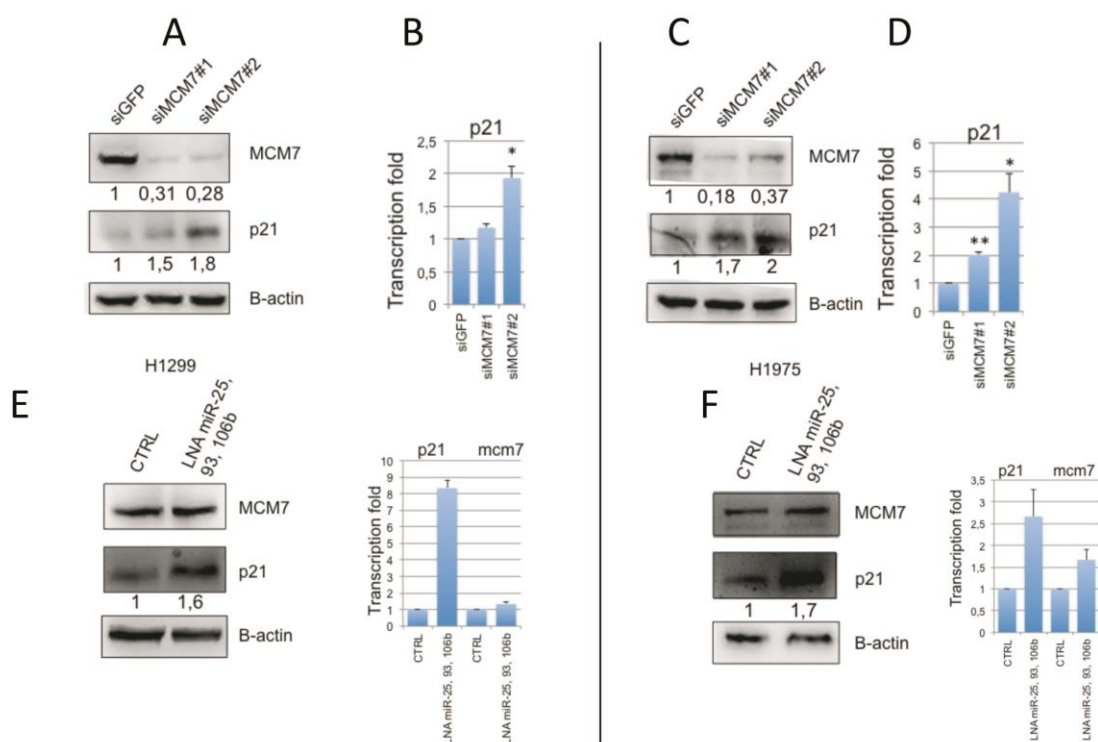 A
B
C
D
siGFP
siMCM7#1
siMCM7#2
MCM7
1 0,31 0,28
p21
1 1,5 1,8
B-actin
p21
Transcription fold
2,5
2
1,5
1
0,5
0
*
siGFP
siMCM7#1
siMCM7#2
siGFP
siMCM7#1
siMCM7#2
MCM7
1 0,18 0,37
p21
1 1,7 2
B-actin
p21
Transcription fold
6
5
4
3
2
1
0
**
*
siGFP
siMCM7#1
siMCM7#2
H1299
H1975
E
CTRL
LNA miR-25,
93, 106b
MCM7
p21
1 1,6
B-actin
p21 mcm7
Transcription fold
10
9
8
7
6
5
4
3
2
1
0
CTRL
LNA miR-25, 93, 106b
CTRL
LNA miR-25, 93, 106b
F
CTRL
LNA miR-25,
93, 106b
MCM7
p21
1 1,7
B-actin
p21 mcm7
Transcription fold
3,5
3
2,5
2
1,5
1
0,5
0
CTRL
LNA miR-25, 93, 106b
CTRL
LNA miR-25, 93, 106b